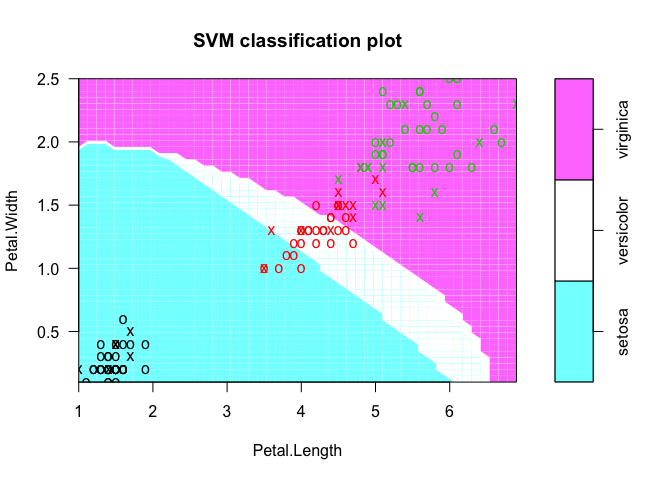 SVM classification plot
Petal.Width
2.5
2.0
1.5
1.0
0.5
1 2 3 4 5 6
Petal.Length
virginica
versicolor
setosa